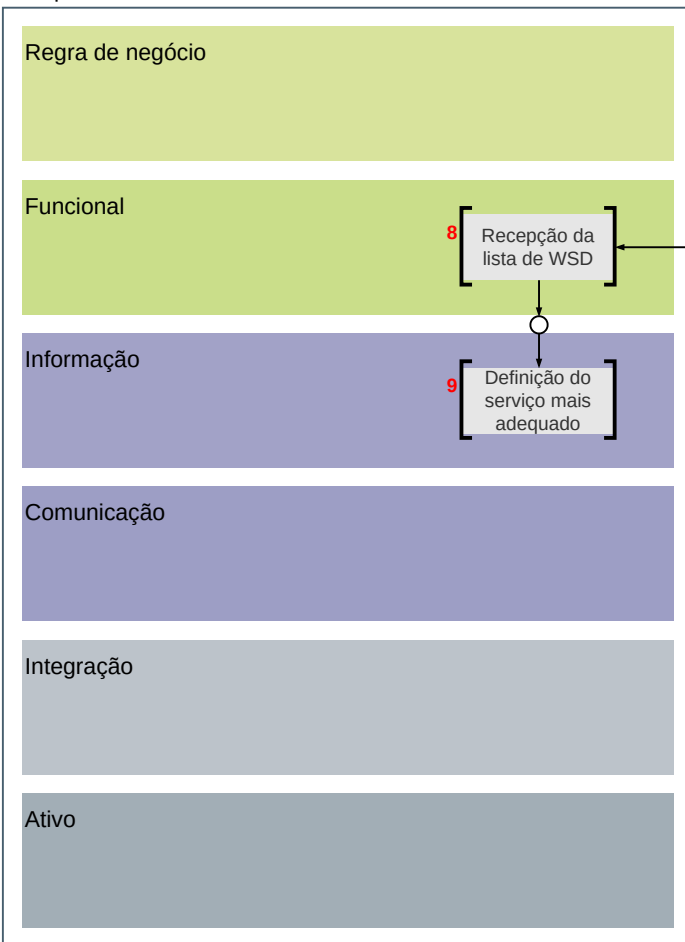 Regra de negócio
Funcional
8
Recepção da
lista de WSD
Informação
9
Definição do
serviço mais
adequado
Comunicação
Integração
Ativo